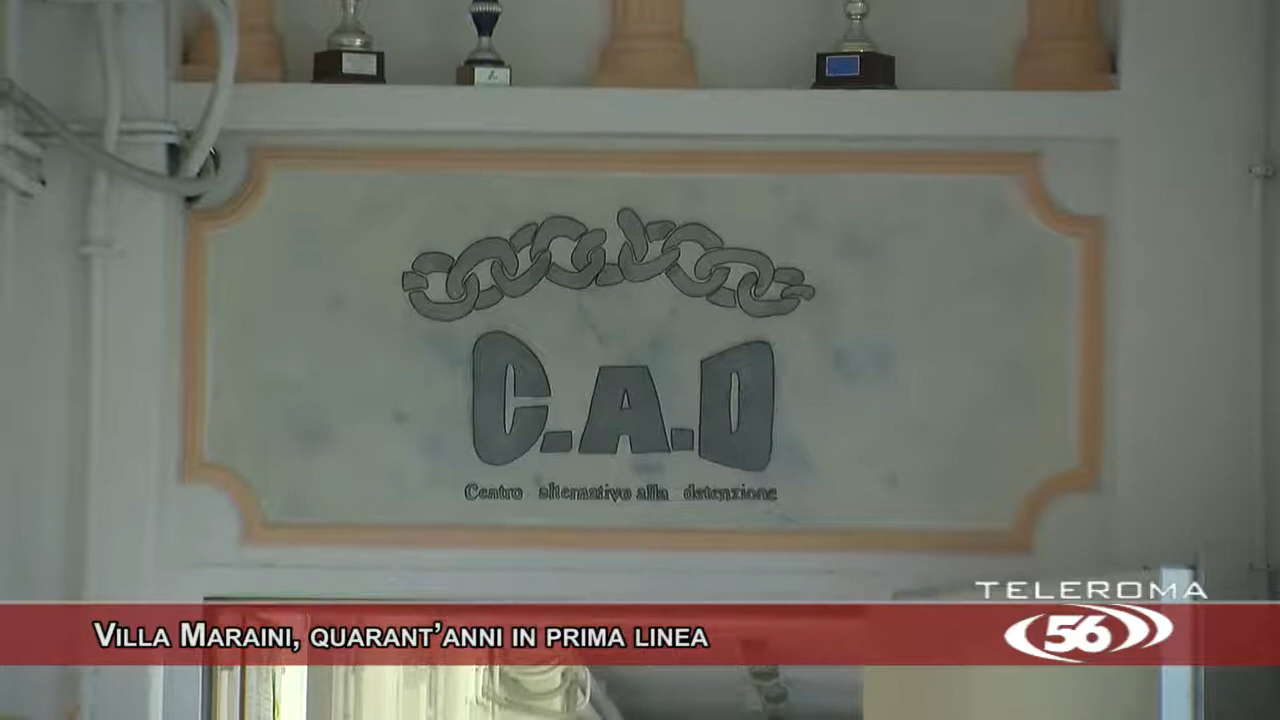 C.A.D
Centro alternativo alla detenzione
TELEROMA
56
VILLA MARAINI, QUARANT'ANNI IN PRIMA LINEA